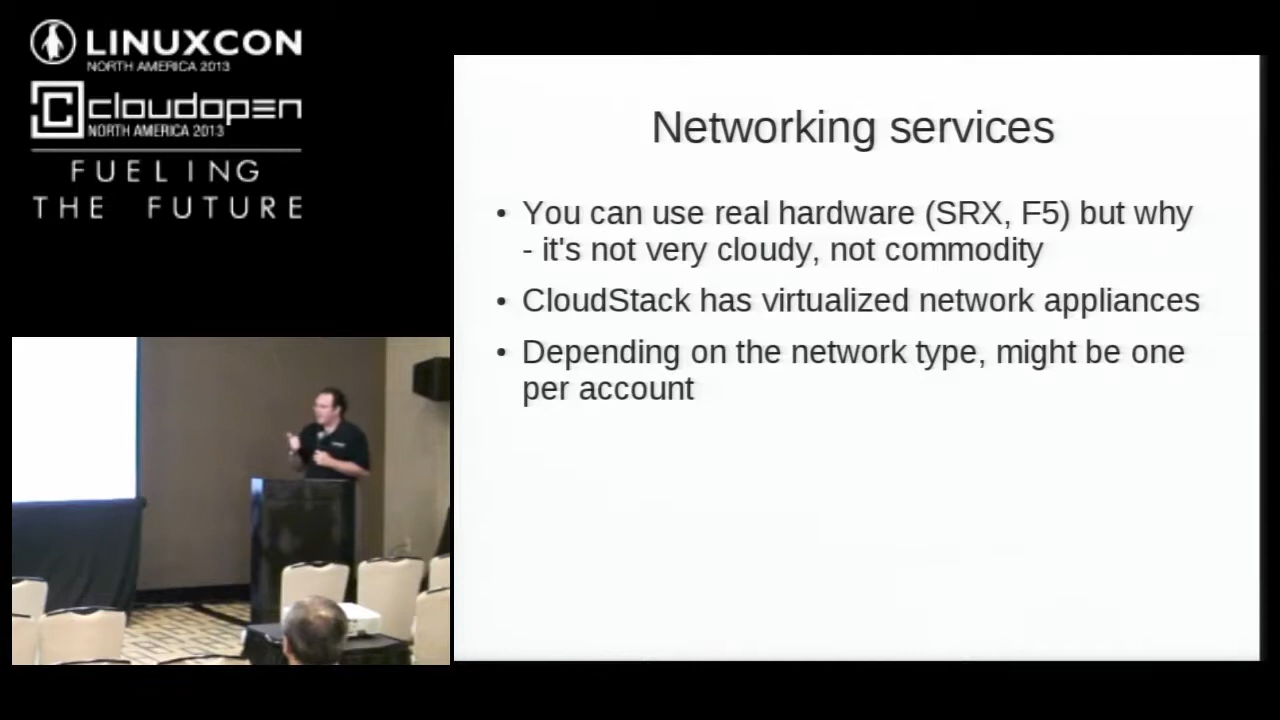 LINUXCON
NORTH AMERICA 2013
cloudopen
NORTH AMERICA 2013
FUELING
THE FUTURE
Networking services
• You can use real hardware (SRX, F5) but why
- it's not very cloudy, not commodity
• CloudStack has virtualized network appliances
• Depending on the network type, might be one
per account